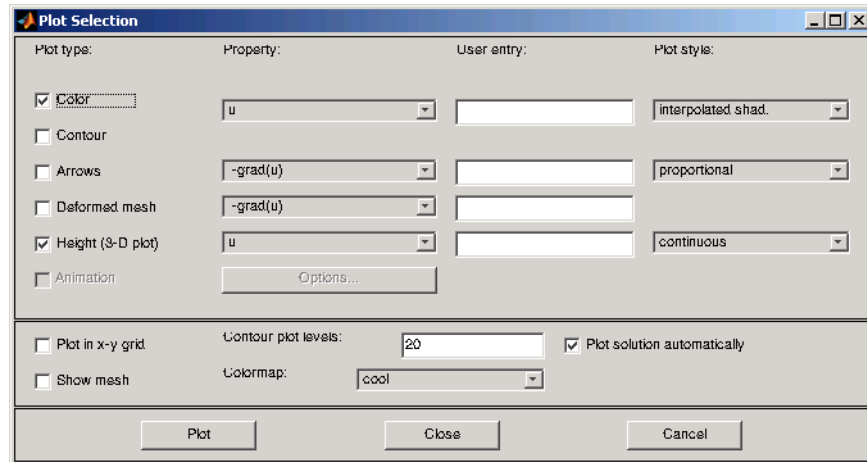 Plot Selection
Plot type: Property: User entry: Plot style:
Color u interpolated shad.
Contour
Arrows -grad(u) proportional
Deformed mesh -grad(u)
Height (3-D plot) u continuous
Animation Options...
Plot in x-y grid Contour plot levels: 20 Plot solution automatically
Show mesh Colormap: cool
Plot Close Cancel